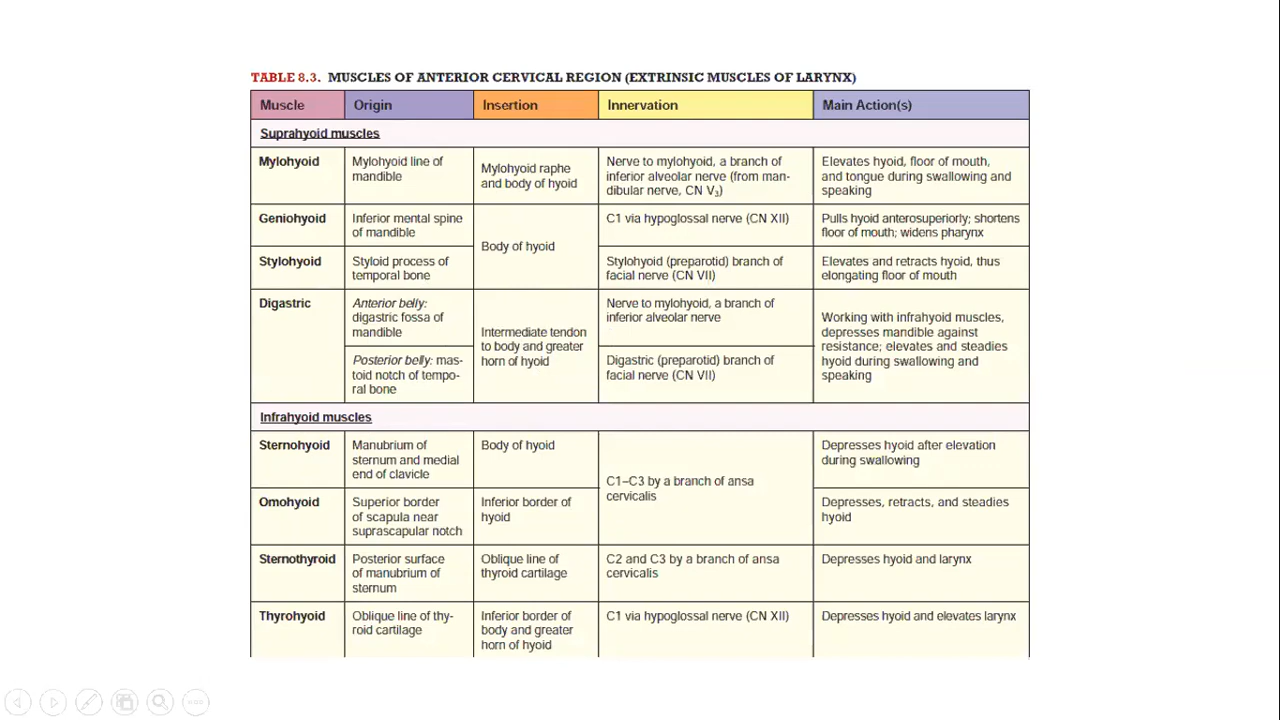 TABLE 8.3. MUSCLES OF ANTERIOR CERVICAL REGION (EXTRINSIC MUSCLES OF LARYNX)
Muscle
Origin
Insertion
Innervation
Main Action(s)
Suprahyoid muscles
Mylohyoid
Mylohyoid line of
mandible
Mylohyoid raphe
and body of hyoid
Nerve to mylohyoid, a branch of
inferior alveolar nerve (from man-
dibular nerve, CN V₃)
Elevates hyoid, floor of mouth,
and tongue during swallowing and
speaking
Geniohyoid
Inferior mental spine
of mandible
Body of hyoid
C1 via hypoglossal nerve (CN XII)
Pulls hyoid anterosuperiorly; shortens
floor of mouth; widens pharynx
Stylohyoid
Styloid process of
temporal bone
Stylohyoid (preparotid) branch of
facial nerve (CN VII)
Elevates and retracts hyoid, thus
elongating floor of mouth
Digastric
Anterior belly:
digastric fossa of
mandible
Intermediate tendon
to body and greater
horn of hyoid
Nerve to mylohyoid, a branch of
inferior alveolar nerve
Working with infrahyoid muscles,
depresses mandible against
resistance; elevates and steadies
hyoid during swallowing and
speaking
Posterior belly: mas-
toid notch of tempo-
ral bone
Digastric (preparotid) branch of
facial nerve (CN VII)
Infrahyoid muscles
Sternohyoid
Manubrium of
sternum and medial
end of clavicle
Body of hyoid
C1–C3 by a branch of ansa
cervicalis
Depresses hyoid after elevation
during swallowing
Omohyoid
Superior border
of scapula near
suprascapular notch
Inferior border of
hyoid
Depresses, retracts, and steadies
hyoid
Sternothyroid
Posterior surface
of manubrium of
sternum
Oblique line of
thyroid cartilage
C2 and C3 by a branch of ansa
cervicalis
Depresses hyoid and larynx
Thyrohyoid
Oblique line of thy-
roid cartilage
Inferior border of
body and greater
horn of hyoid
C1 via hypoglossal nerve (CN XII)
Depresses hyoid and elevates larynx